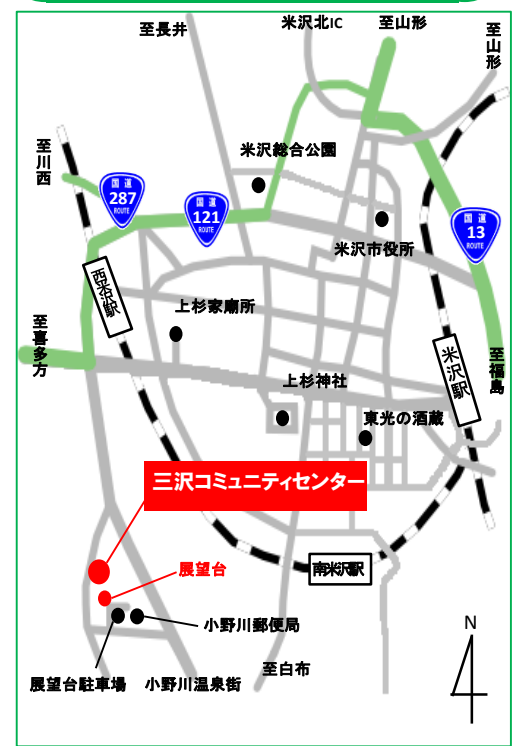 至長井
米沢北IC
至山形
至山形
至川西
米沢総合公園
国道
287
ROUTE
国道
121
ROUTE
国道
13
ROUTE
米沢市役所
西米沢駅
上杉家廟所
至喜多方
米沢駅
至福島
上杉神社
東光の酒蔵
三沢コミュニティセンター
展望台
南米沢駅
小野川郵便局
N
至白布
展望台駐車場
小野川温泉街